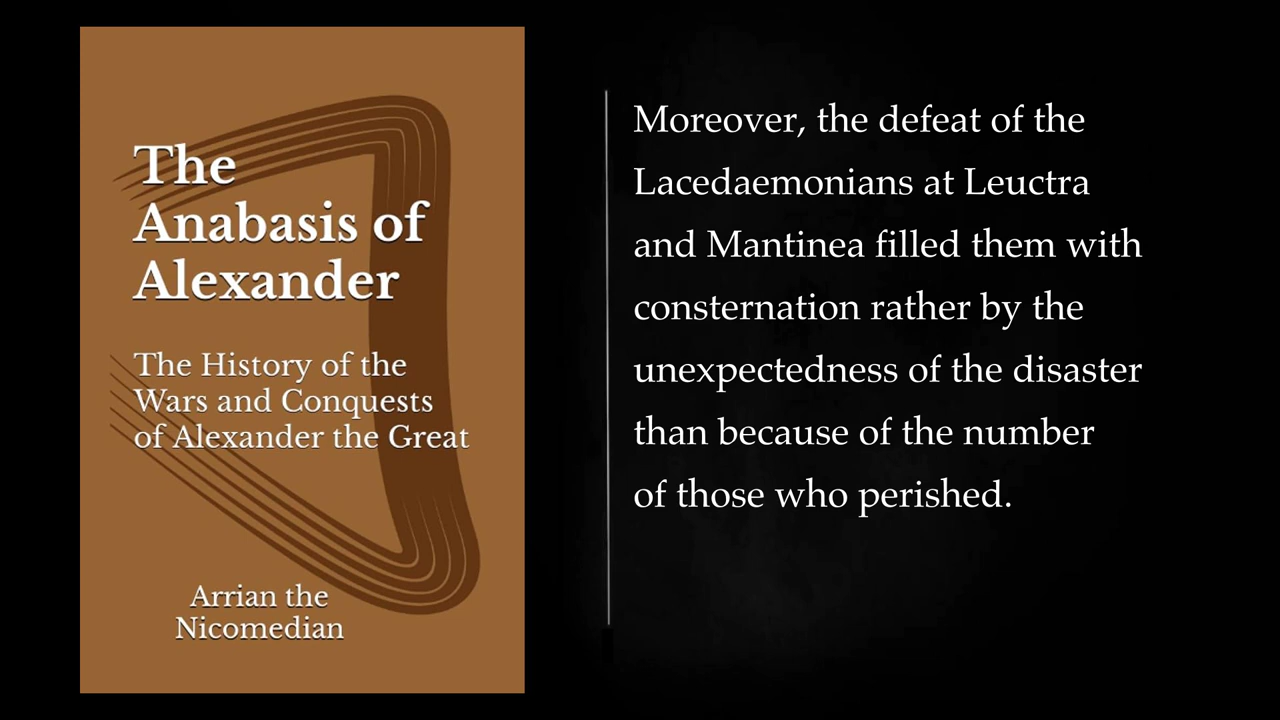 The
Anabasis of
Alexander
The History of the
Wars and Conquests
of Alexander the Great
Arrian the
Nicomedian
Moreover, the defeat of the
Lacedaemonians at Leuctra
and Mantinea filled them with
consternation rather by the
unexpectedness of the disaster
than because of the number
of those who perished.